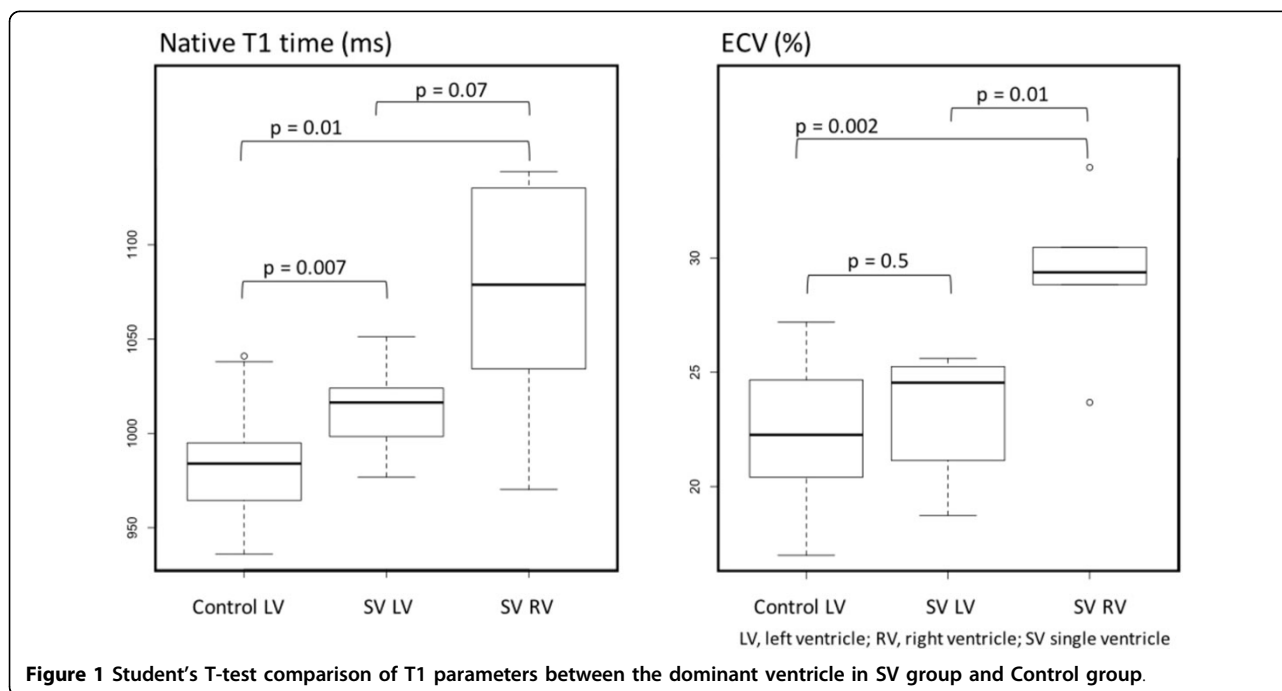 Native T1 time (ms)
p = 0.07
p = 0.01
p = 0.007
1100
1050
1000
950
Control LV SV LV SV RV
ECV (%)
p = 0.01
p = 0.002
p = 0.5
30
25
20
Control LV SV LV SV RV
LV, left ventricle; RV, right ventricle; SV single ventricle
Figure 1 Student's T-test comparison of T1 parameters between the dominant ventricle in SV group and Control group.